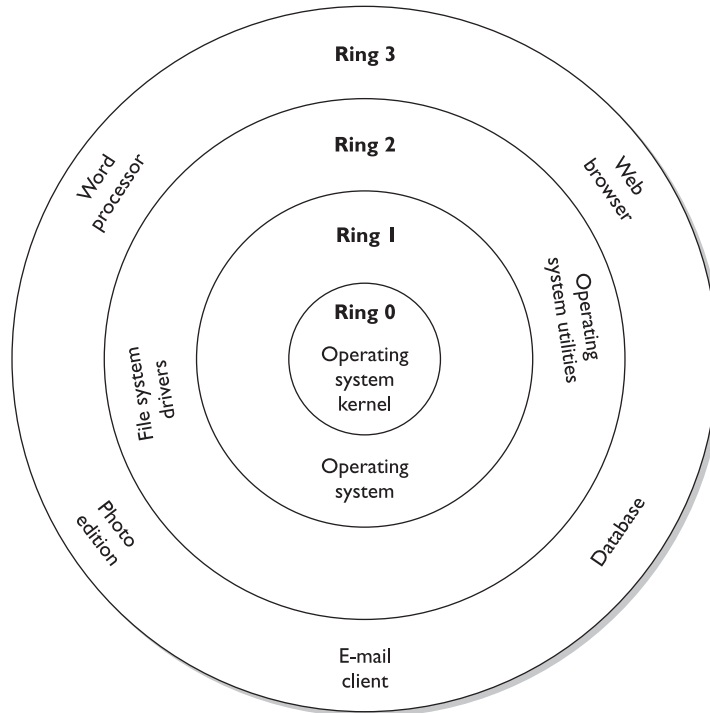 Ring 3
Word
processor
Web
browser
Ring 2
Operating
system utilities
File system
drivers
Ring 1
Ring 0
Operating
system
kernel
Operating
system
Photo
edition
Database
E-mail
client